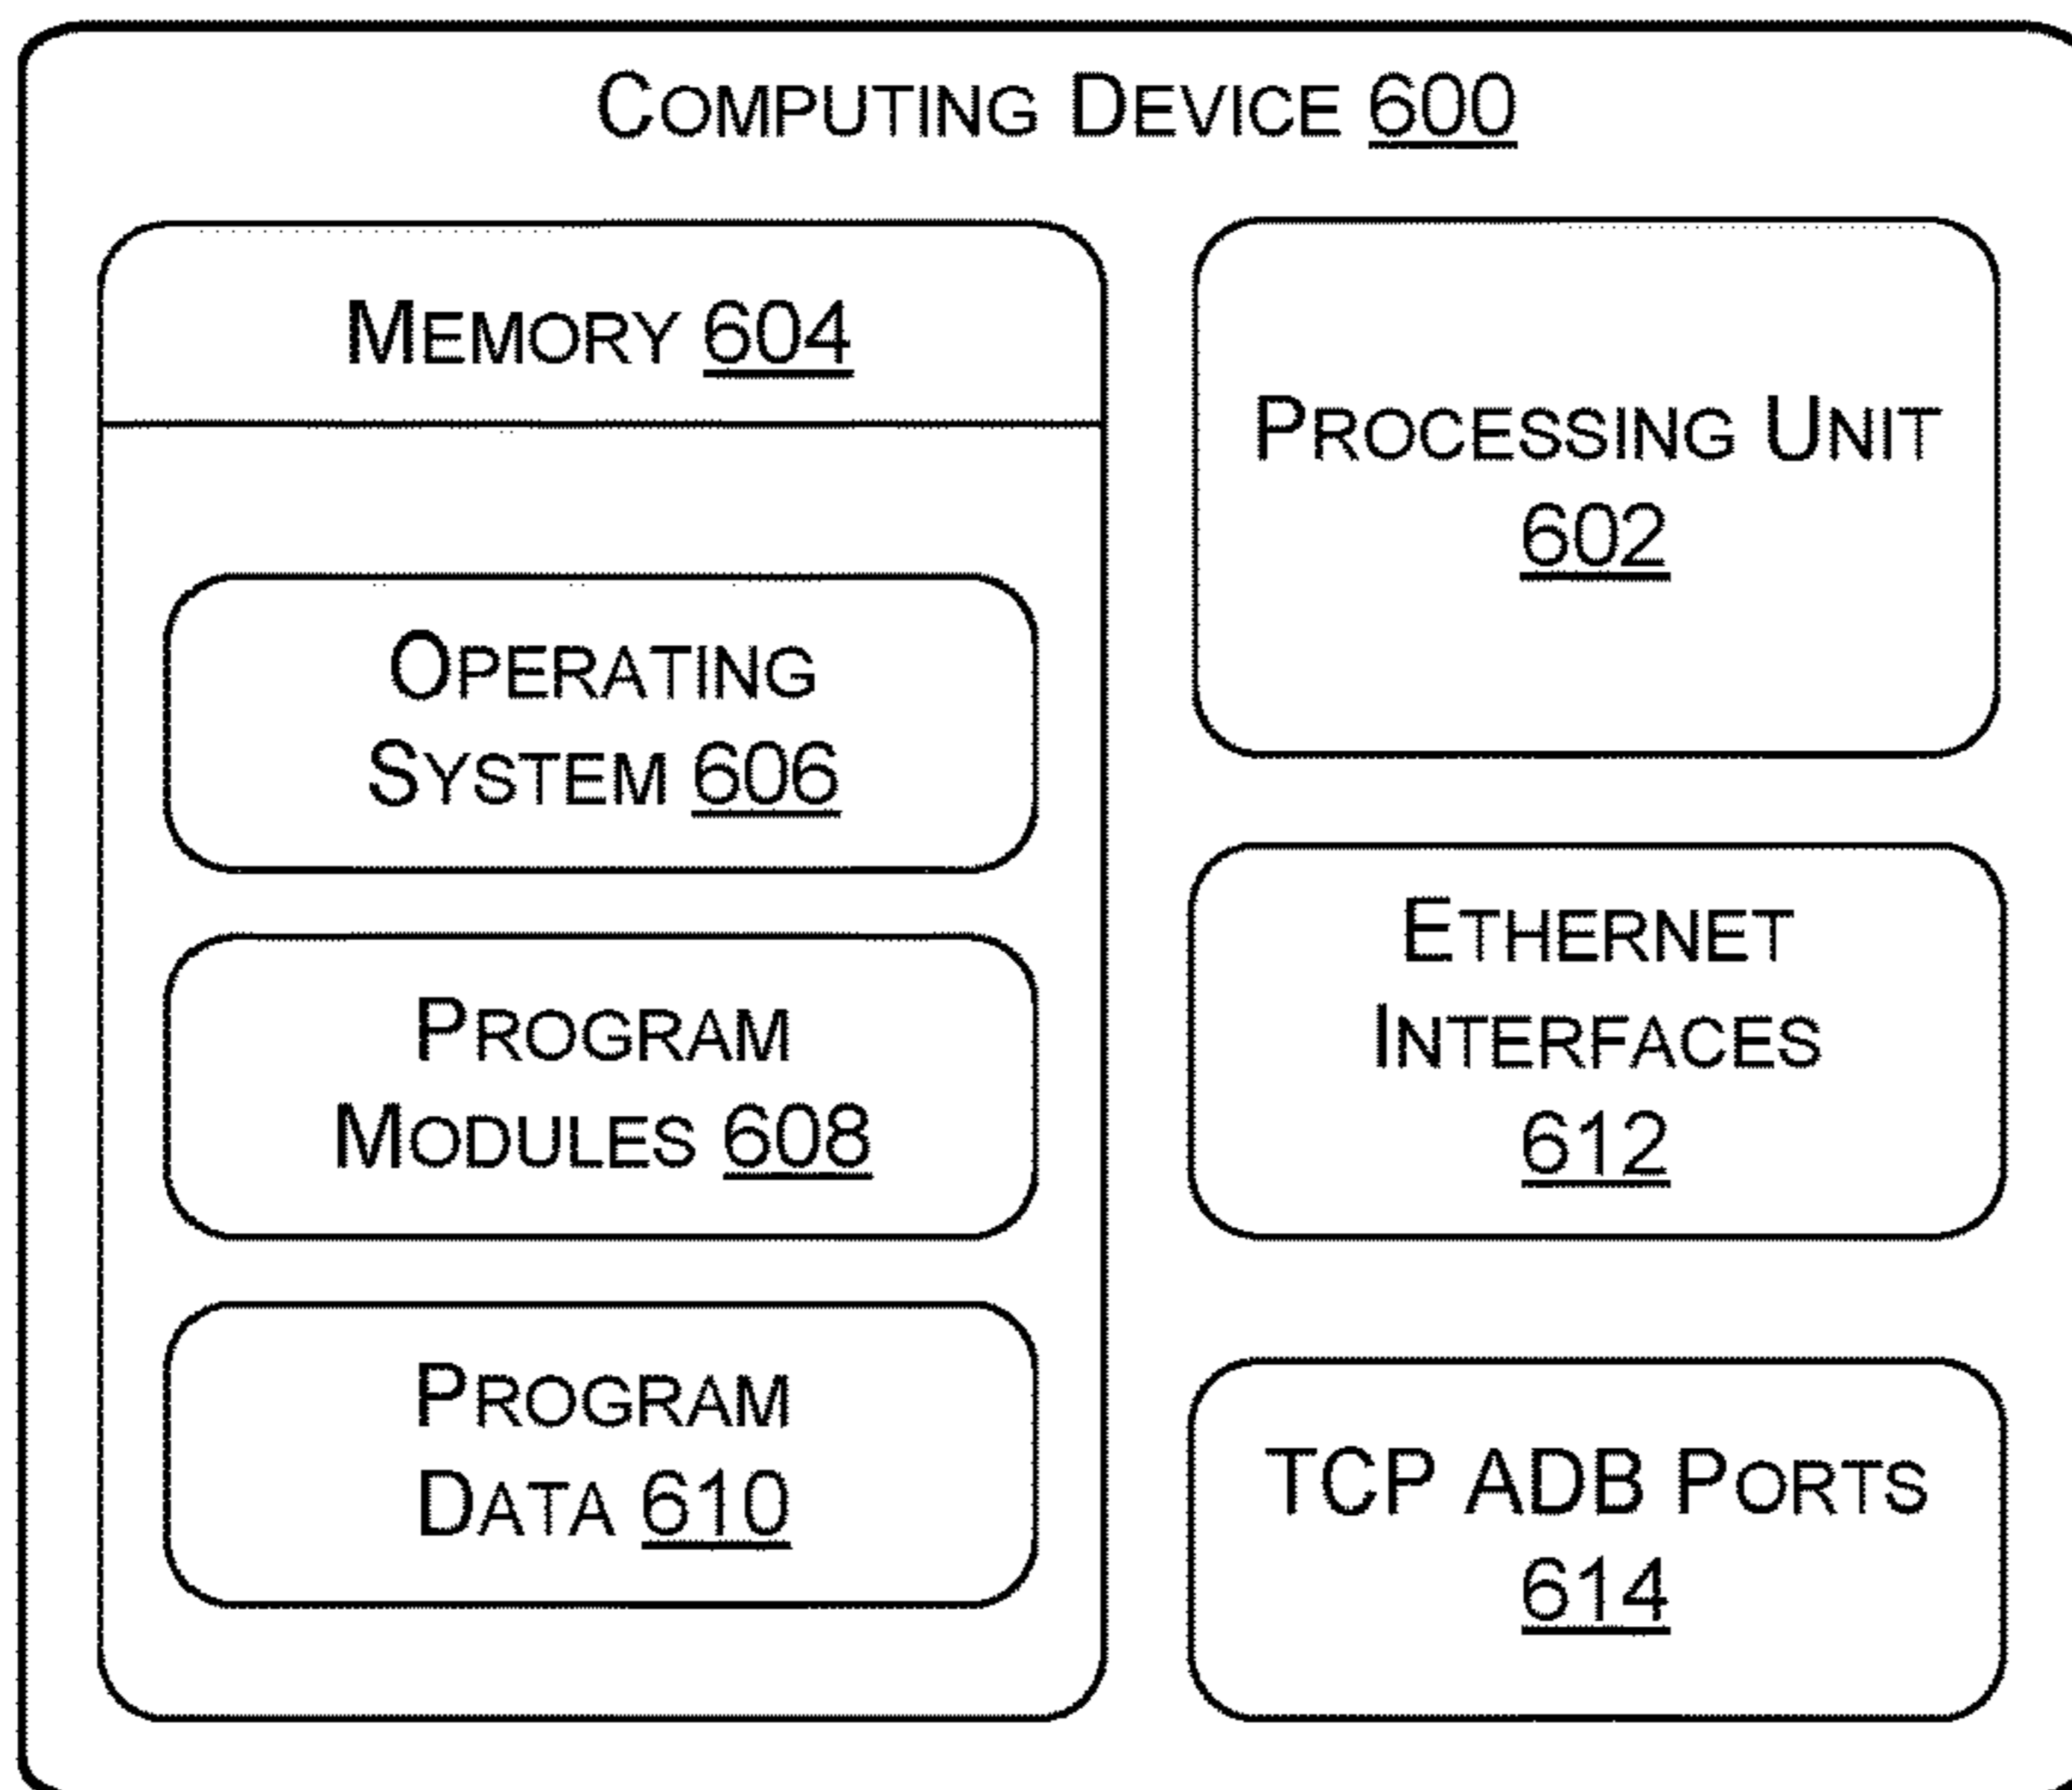 COMPUTING DEVICE 600
MEMORY 604
OPERATING
SYSTEM 606
PROGRAM
MODULES 608
PROGRAM
DATA 610
PROCESSING UNIT
602
ETHERNET
INTERFACES
612
TCP ADB PORTS
614